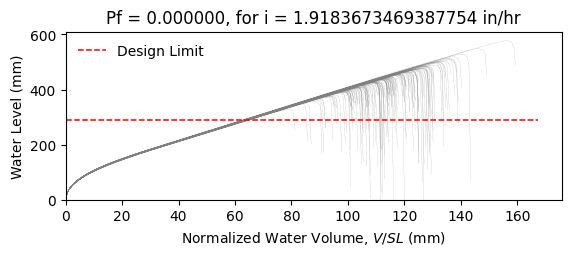 Pf = 0.000000, for i = 1.9183673469387754 in/hr
Water Level (mm)
600
400
200
0
Design Limit
0 20 40 60 80 100 120 140 160
Normalized Water Volume, V/SL (mm)